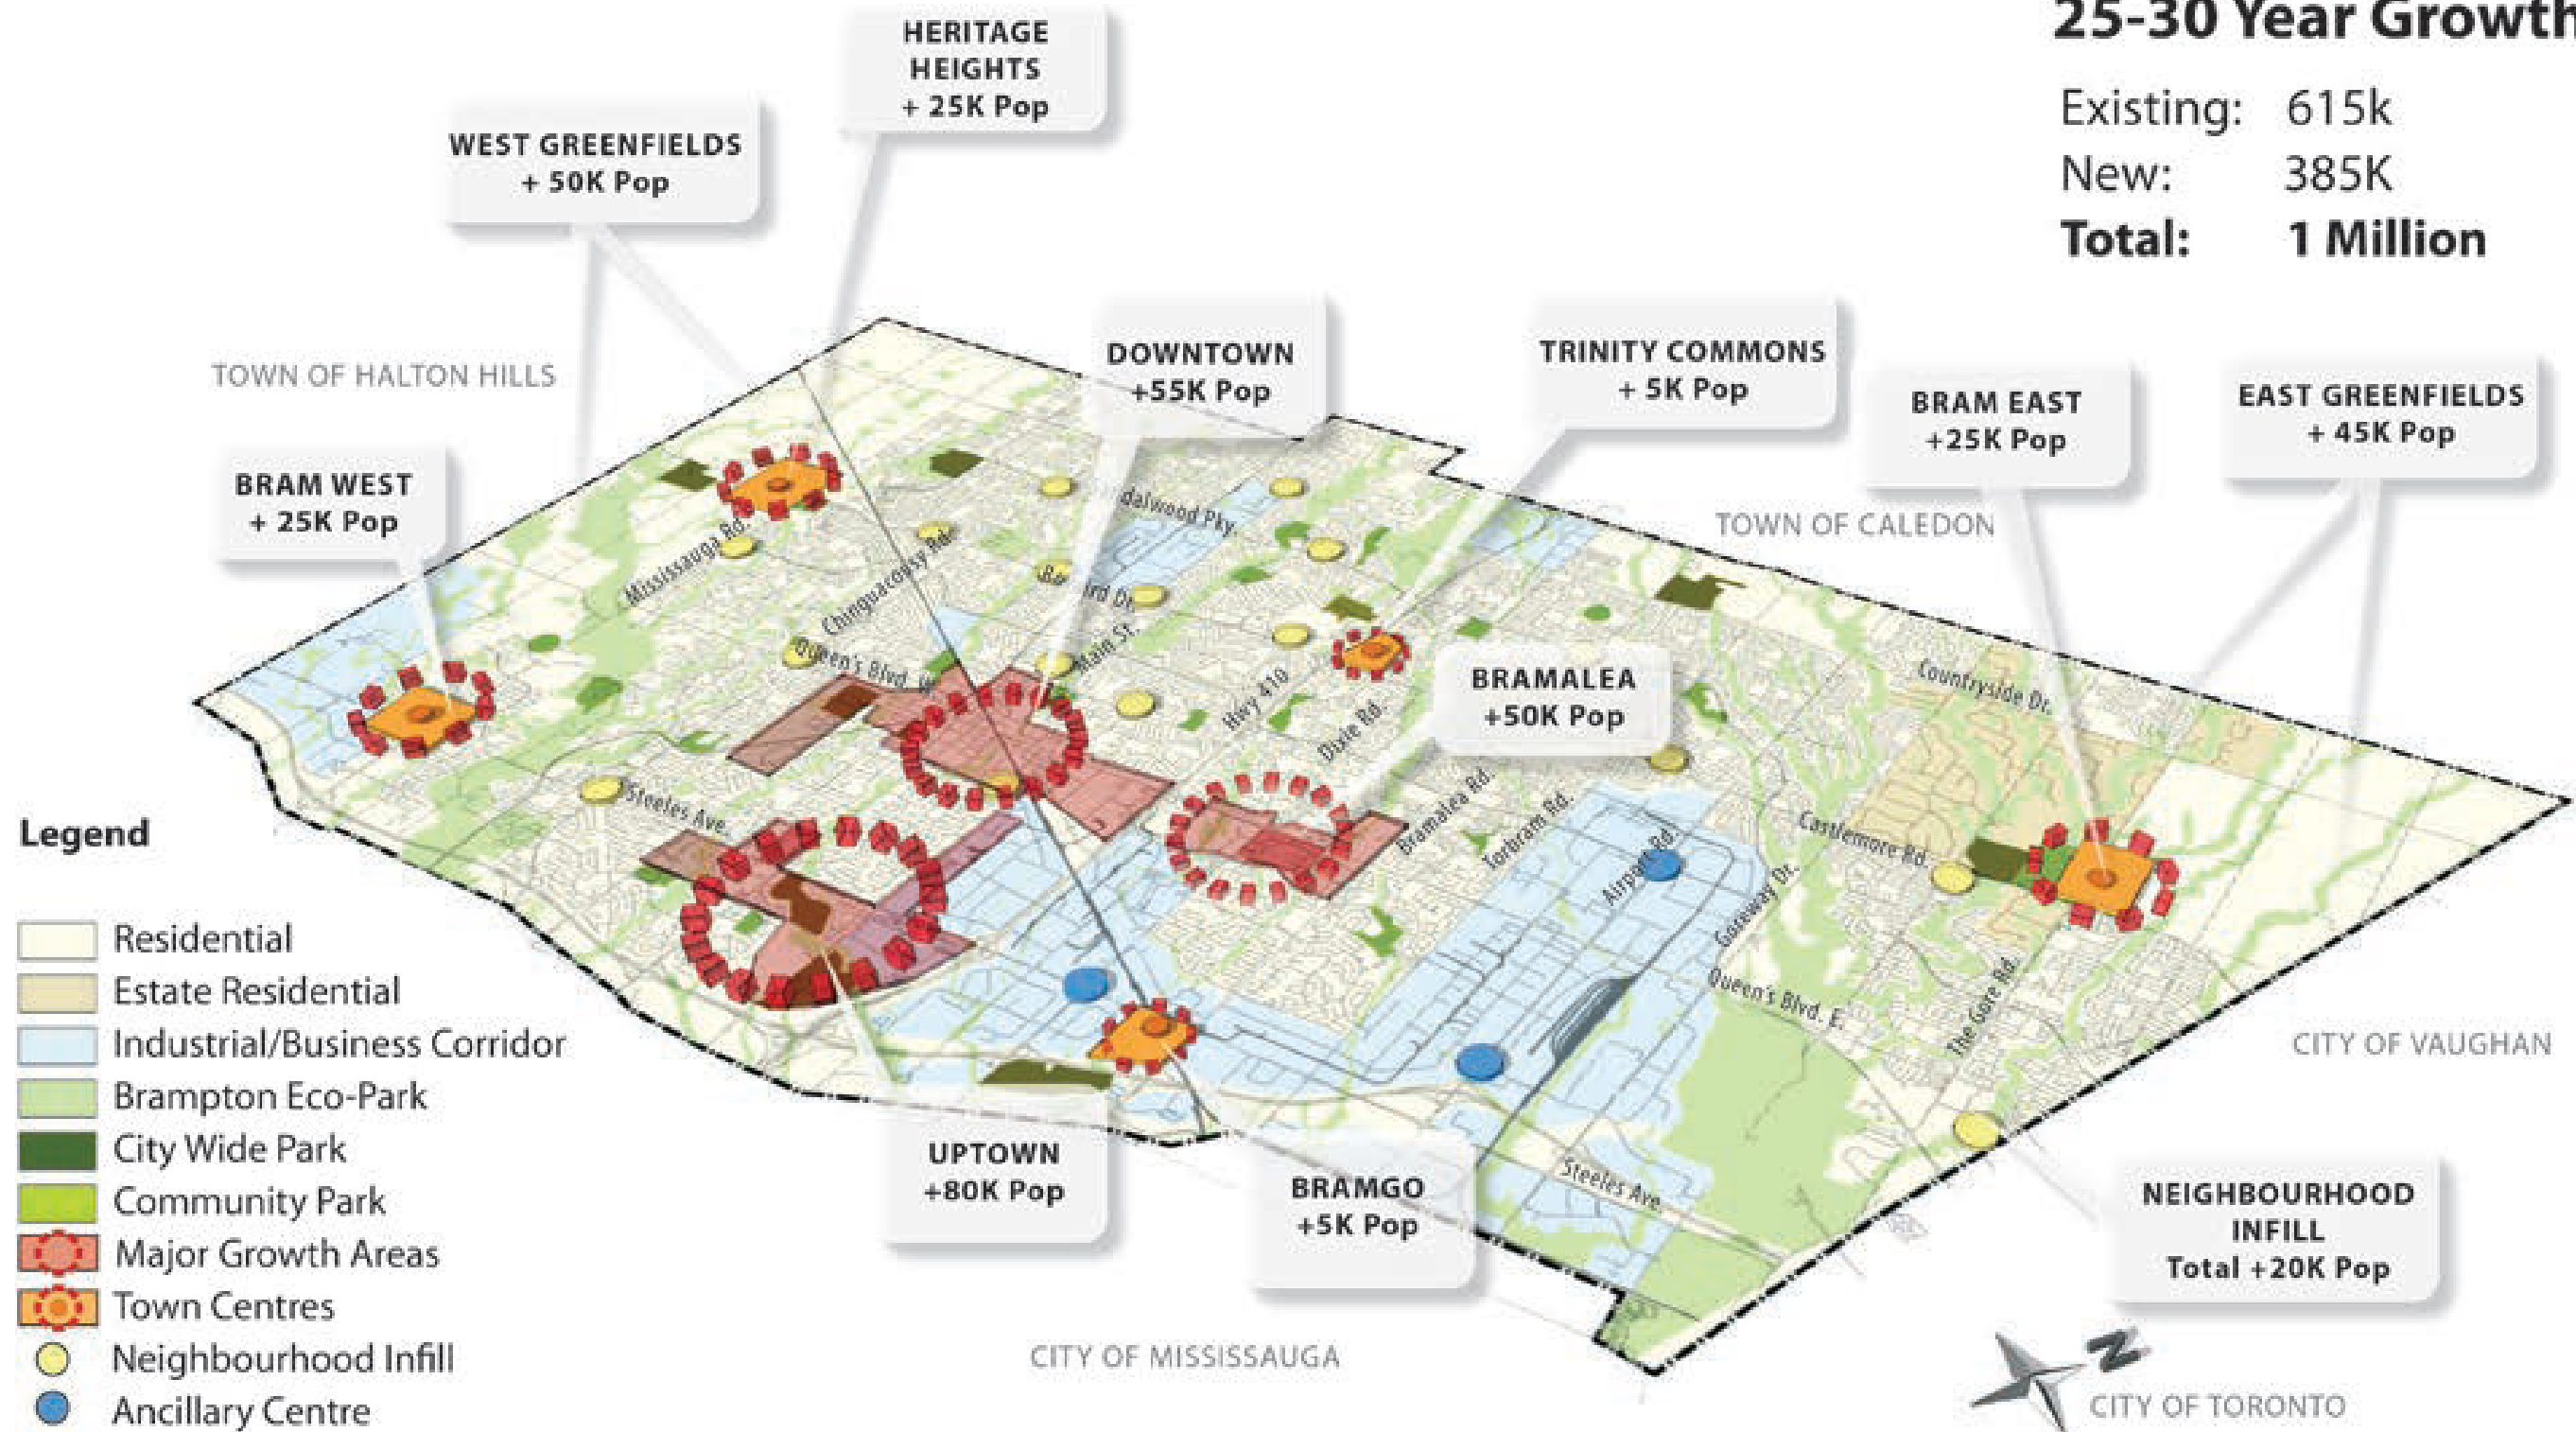 25-30 Year Growth
Existing: 615k
New: 385K
Total: 1 Million
HERITAGE
HEIGHTS
+ 25K Pop
WEST GREENFIELDS
+ 50K Pop
TOWN OF HALTON HILLS
BRAM WEST
+ 25K Pop
DOWNTOWN
+55K Pop
TRINITY COMMONS
+ 5K Pop
BRAM EAST
+25K Pop
EAST GREENFIELDS
+ 45K Pop
TOWN OF CALEDON
BRAMALEA
+50K Pop
dalwood Pky.
Mississauga Rd.
Chinguacousy Rd.
ird Dr.
Main St.
Queen's Blvd. W.
Hwy 410
Dixie Rd.
Bramalea Rd.
Torbram Rd.
Airport Rd.
Gateway Dr.
Countryside Dr.
Castlemore Rd.
Queen's Blvd. E.
The Gore Rd.
Steeles Ave.
Steeles Ave.
CITY OF VAUGHAN
UPTOWN
+80K Pop
BRAMGO
+5K Pop
NEIGHBOURHOOD
INFILL
Total +20K Pop
CITY OF MISSISSAUGA
N
CITY OF TORONTO
Legend
Residential
Estate Residential
Industrial/Business Corridor
Brampton Eco-Park
City Wide Park
Community Park
Major Growth Areas
Town Centres
Neighbourhood Infill
Ancillary Centre